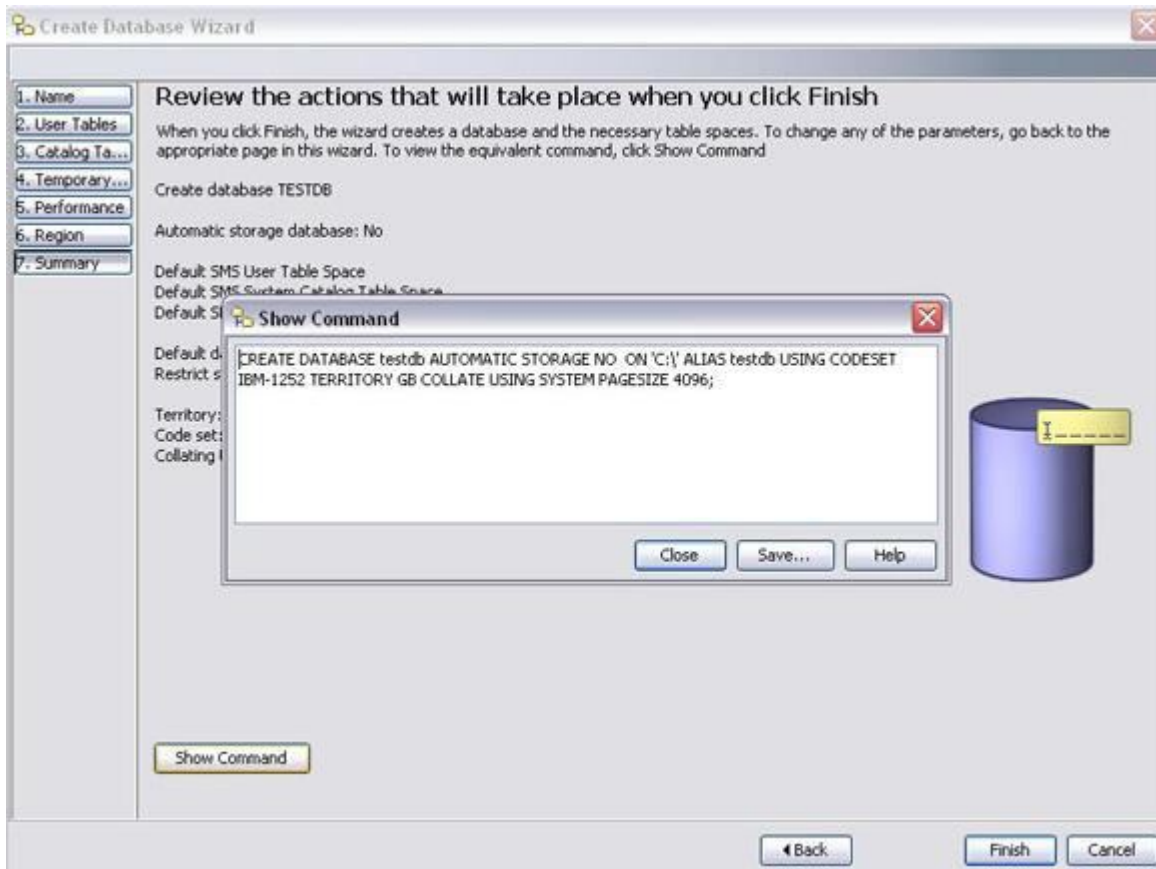 Create Database Wizard
1. Name
2. User Tables
3. Catalog Ta...
4. Temporary...
5. Performance
6. Region
7. Summary
Review the actions that will take place when you click Finish
When you click Finish, the wizard creates a database and the necessary table spaces. To change any of the parameters, go back to the
appropriate page in this wizard. To view the equivalent command, click Show Command
Create database TESTDB
Automatic storage database: No
Default SMS User Table Space
Default SMS System Catalog Table Space
Default
Default
Restrict
Territory:
Code set:
Collating
Show Command
CREATE DATABASE testdb AUTOMATIC STORAGE NO ON 'C:\' ALIAS testdb USING CODESET
IBM-1252 TERRITORY GB COLLATE USING SYSTEM PAGESIZE 4096;
Close Save... Help
Show Command
Back Finish Cancel